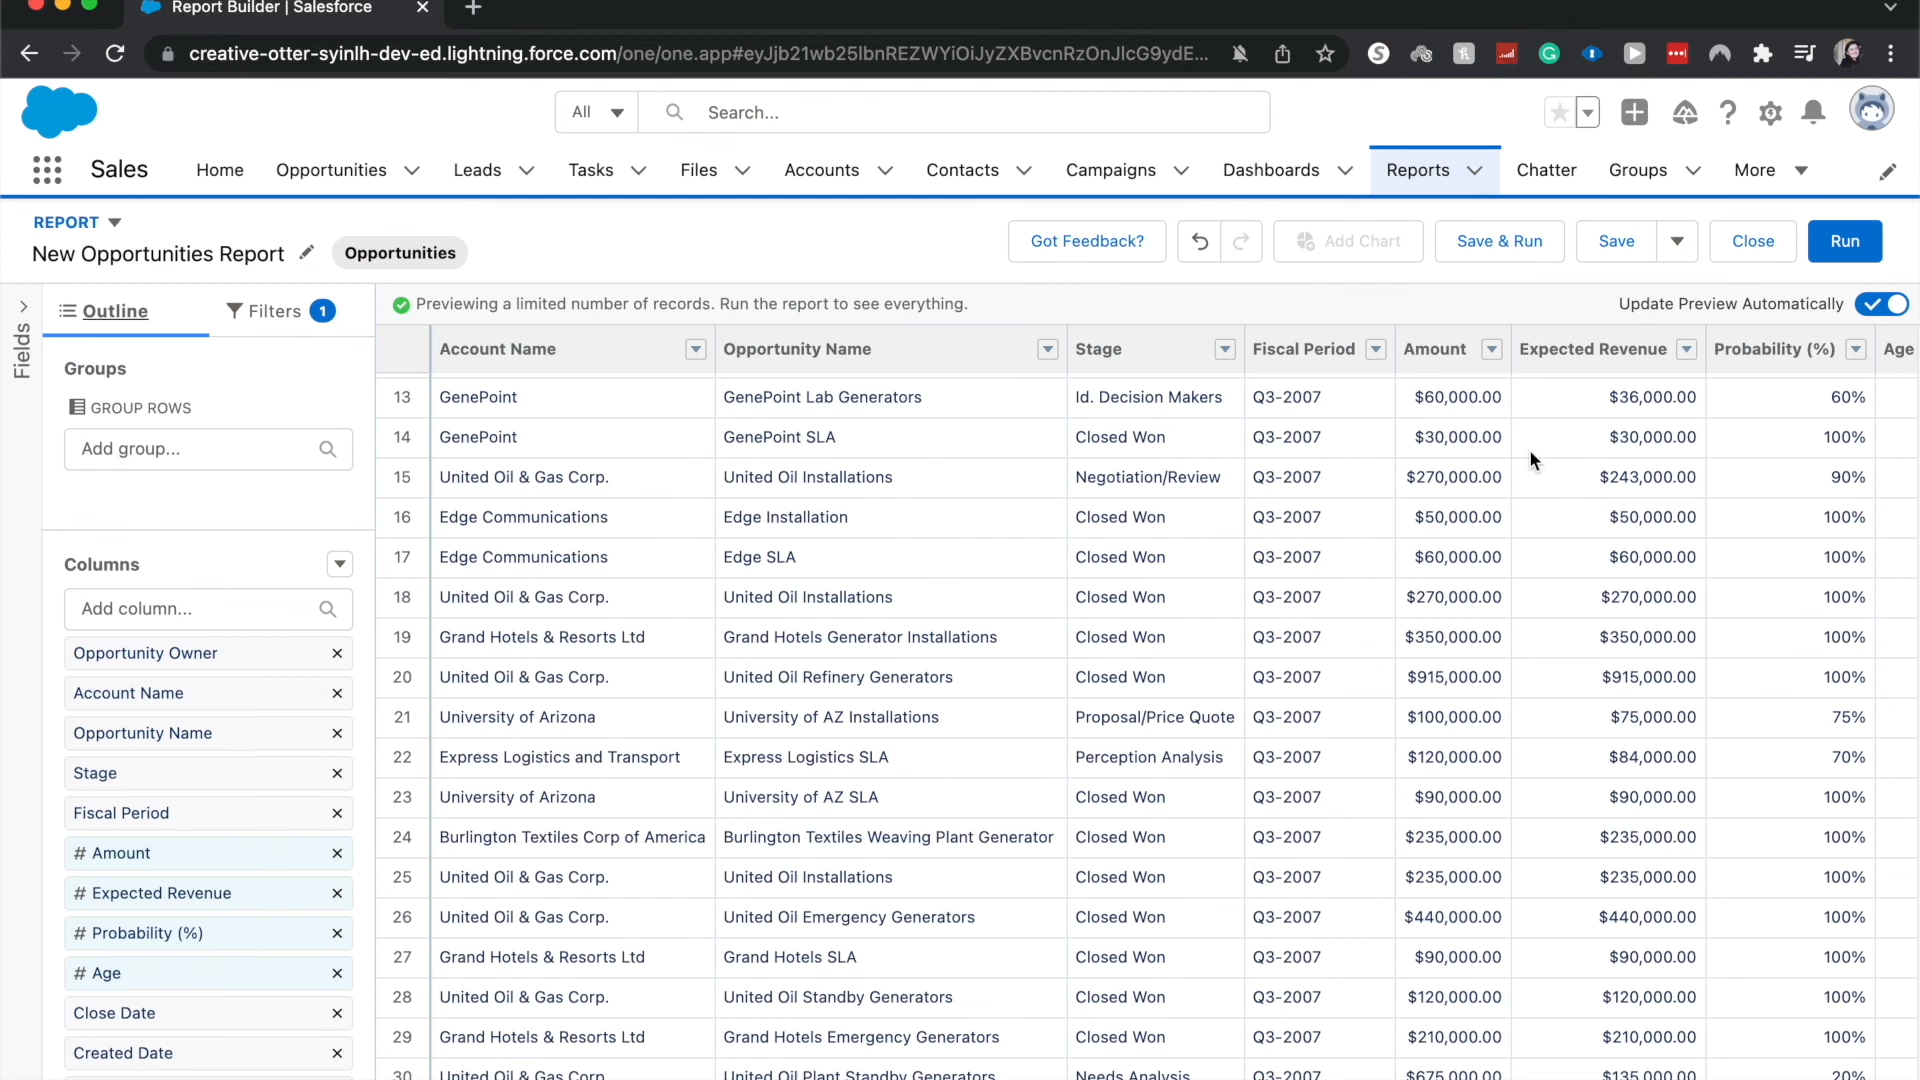 Report Builder | Salesforce
creative-otter-syinlh-dev-ed.lightning.force.com/one/one.app#eyJjb21wb25lbnREZWYiOiJyZXBvcnRzOnJlcG9ydE...
All
Search...
Sales
Home
Opportunities
Leads
Tasks
Files
Accounts
Contacts
Campaigns
Dashboards
Reports
Chatter
Groups
More
REPORT
New Opportunities Report
Opportunities
Got Feedback?
Add Chart
Save & Run
Save
Close
Run
Fields
Outline
Filters 1
Previewing a limited number of records. Run the report to see everything.
Update Preview Automatically
Groups
GROUP ROWS
Add group...
Columns
Add column...
Opportunity Owner
Account Name
Opportunity Name
Stage
Fiscal Period
# Amount
# Expected Revenue
# Probability (%)
# Age
Close Date
Created Date
Account Name Opportunity Name Stage Fiscal Period Amount Expected Revenue Probability (%) Age
13 GenePoint GenePoint Lab Generators Id. Decision Makers Q3-2007 $60,000.00 $36,000.00 60%
14 GenePoint GenePoint SLA Closed Won Q3-2007 $30,000.00 $30,000.00 100%
15 United Oil & Gas Corp. United Oil Installations Negotiation/Review Q3-2007 $270,000.00 $243,000.00 90%
16 Edge Communications Edge Installation Closed Won Q3-2007 $50,000.00 $50,000.00 100%
17 Edge Communications Edge SLA Closed Won Q3-2007 $60,000.00 $60,000.00 100%
18 United Oil & Gas Corp. United Oil Installations Closed Won Q3-2007 $270,000.00 $270,000.00 100%
19 Grand Hotels & Resorts Ltd Grand Hotels Generator Installations Closed Won Q3-2007 $350,000.00 $350,000.00 100%
20 United Oil & Gas Corp. United Oil Refinery Generators Closed Won Q3-2007 $915,000.00 $915,000.00 100%
21 University of Arizona University of AZ Installations Proposal/Price Quote Q3-2007 $100,000.00 $75,000.00 75%
22 Express Logistics and Transport Express Logistics SLA Perception Analysis Q3-2007 $120,000.00 $84,000.00 70%
23 University of Arizona University of AZ SLA Closed Won Q3-2007 $90,000.00 $90,000.00 100%
24 Burlington Textiles Corp of America Burlington Textiles Weaving Plant Generator Closed Won Q3-2007 $235,000.00 $235,000.00 100%
25 United Oil & Gas Corp. United Oil Installations Closed Won Q3-2007 $235,000.00 $235,000.00 100%
26 United Oil & Gas Corp. United Oil Emergency Generators Closed Won Q3-2007 $440,000.00 $440,000.00 100%
27 Grand Hotels & Resorts Ltd Grand Hotels SLA Closed Won Q3-2007 $90,000.00 $90,000.00 100%
28 United Oil & Gas Corp. United Oil Standby Generators Closed Won Q3-2007 $120,000.00 $120,000.00 100%
29 Grand Hotels & Resorts Ltd Grand Hotels Emergency Generators Closed Won Q3-2007 $210,000.00 $210,000.00 100%
30 United Oil & Gas Corp. United Oil Plant Standby Generators Needs Analysis Q3-2007 $675,000.00 $135,000.00 20%